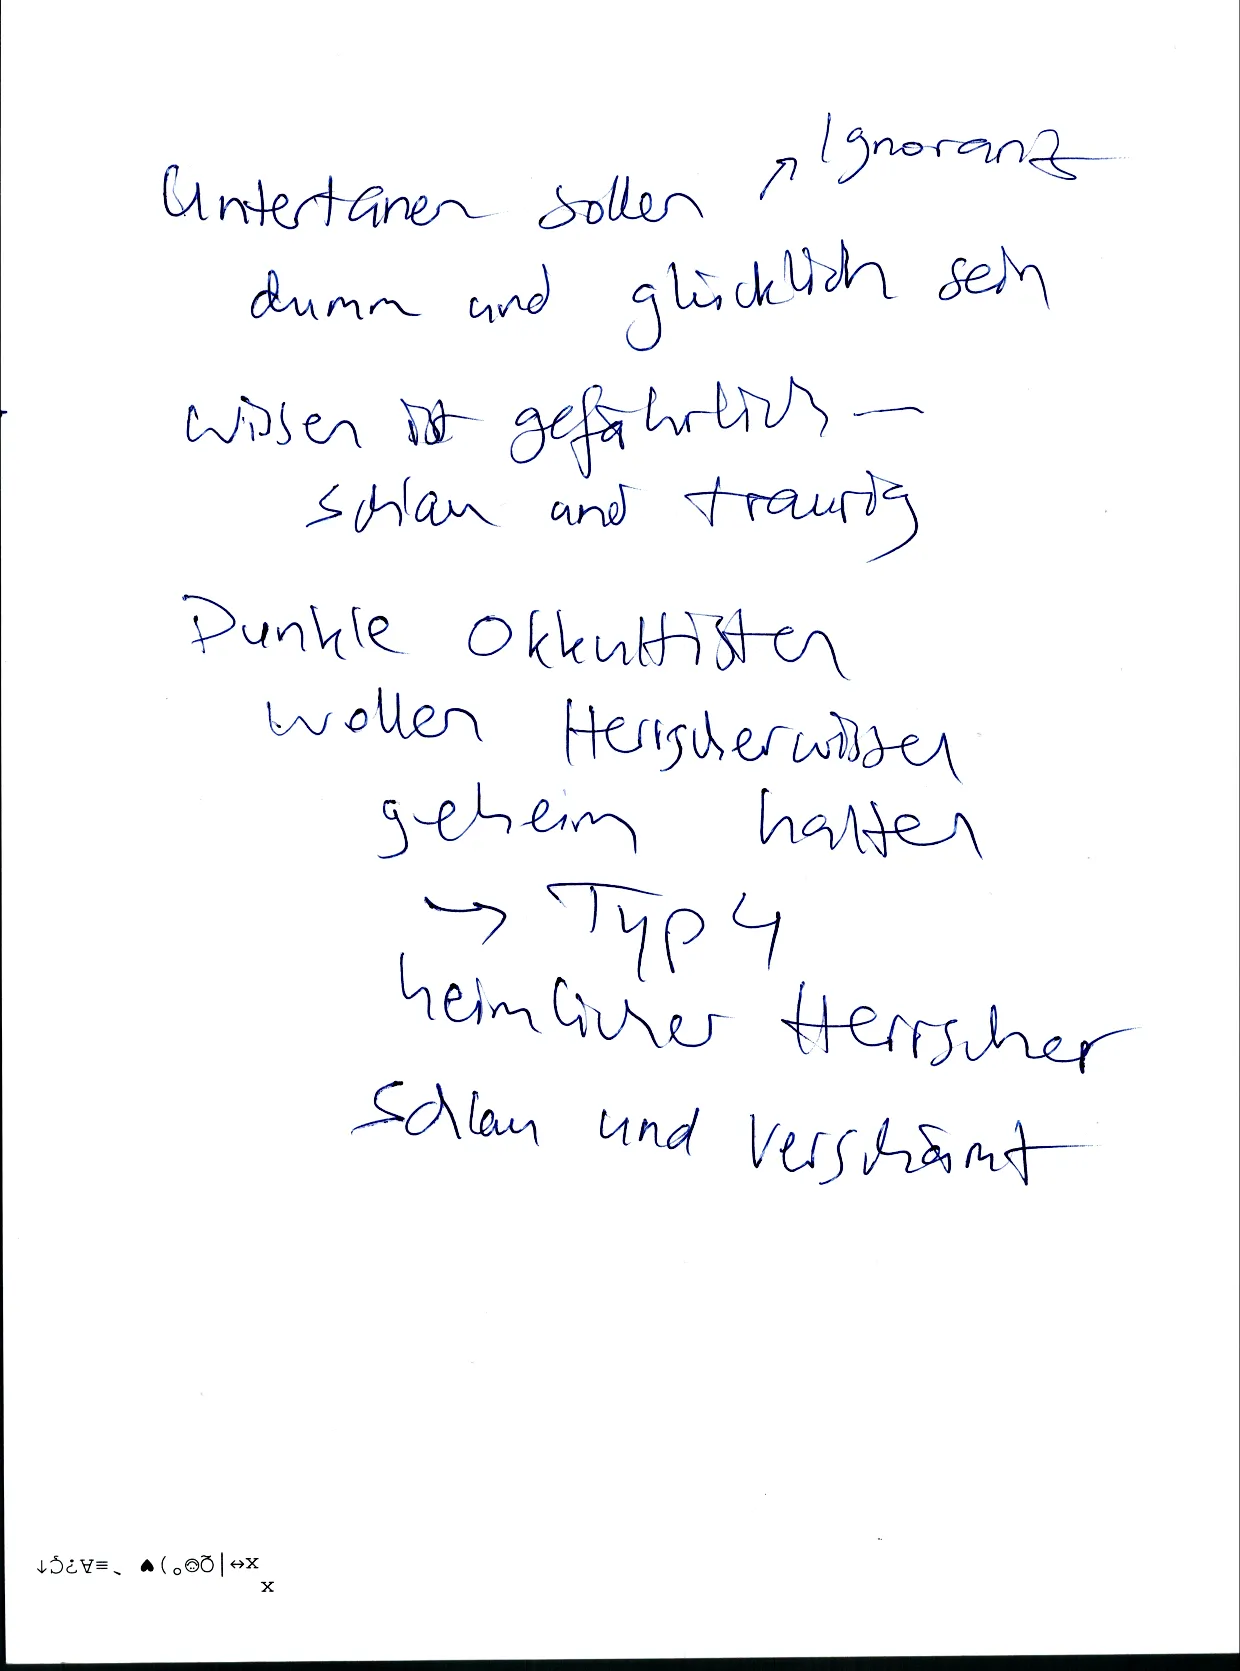 ↗ Ignoranz
Untertanen sollen
dumm und glücklich sein
Wissen ist gefährlich —
schlau und traurig
Dunkle Okkultisten
wollen Herrscherwissen
geheim halten
→ Typ 4
heimlicher Herrscher
schlau und verschämt